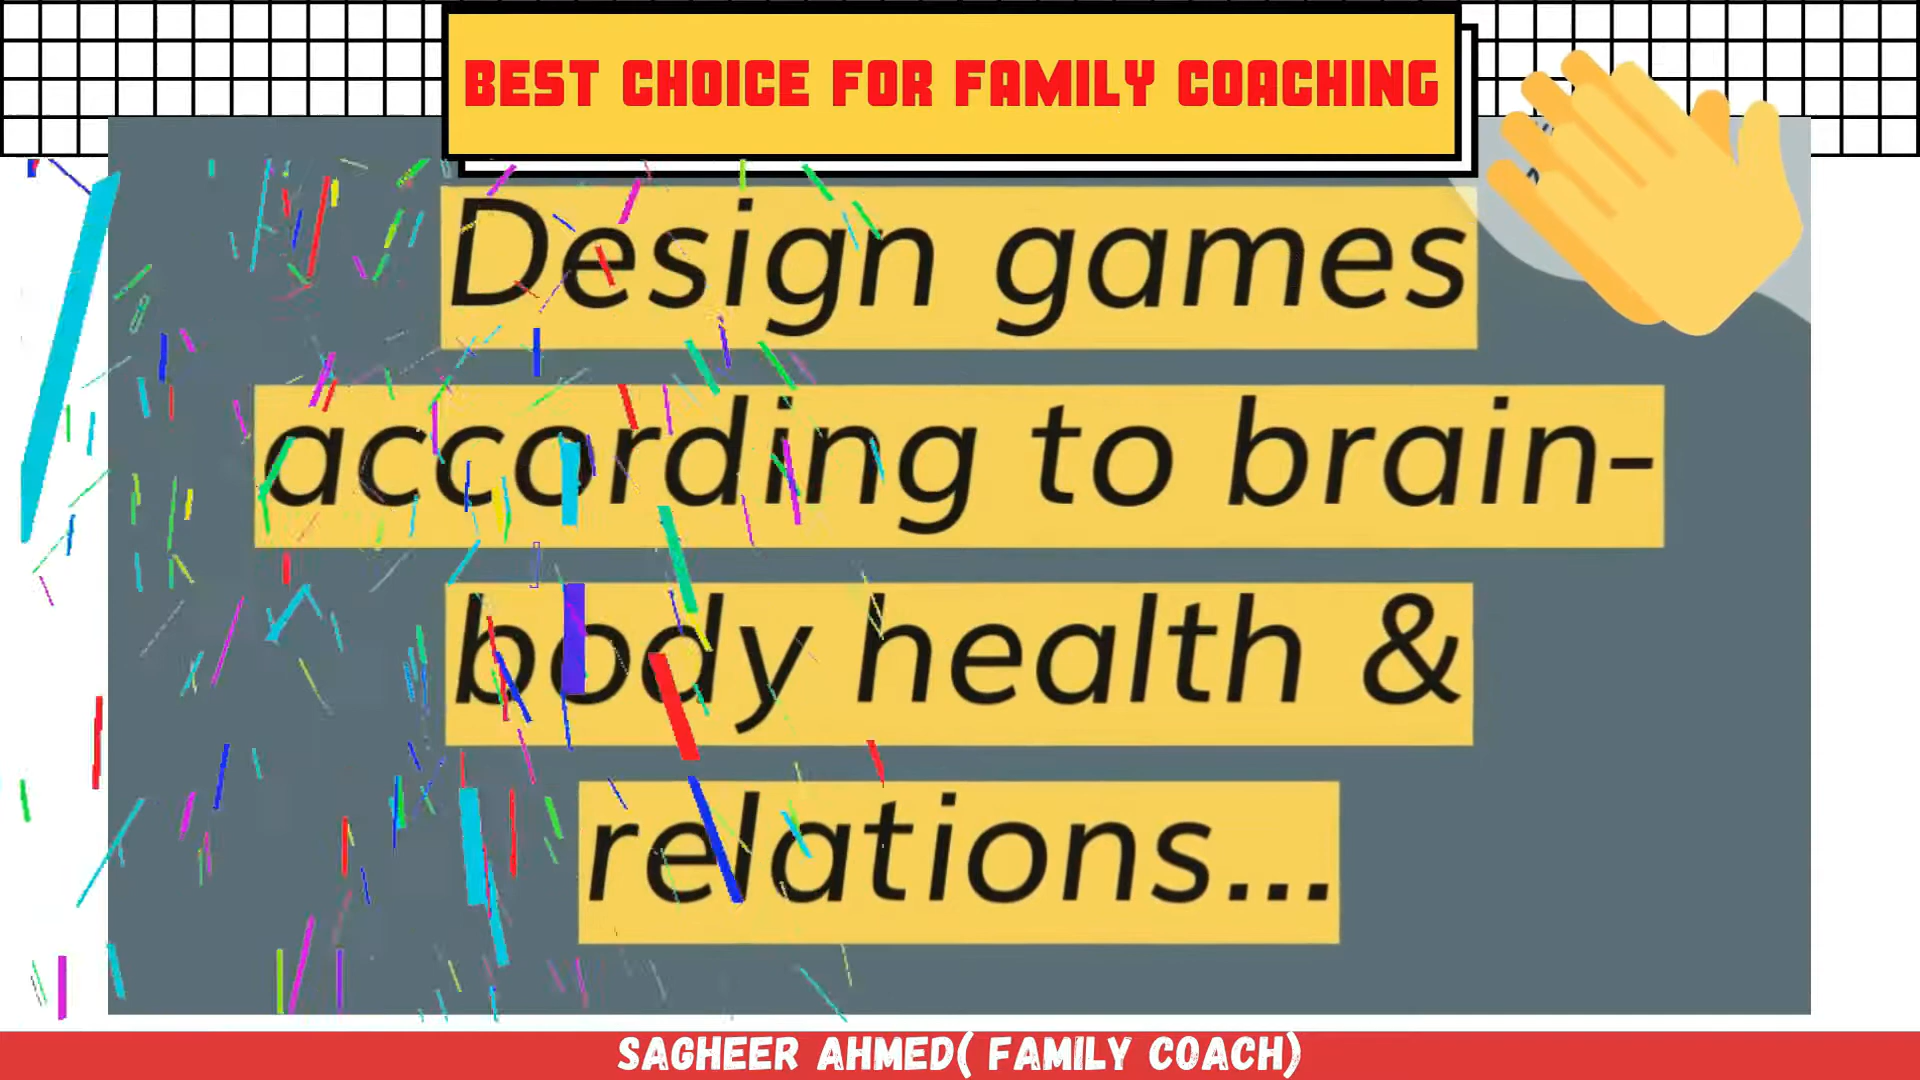 BEST CHOICE FOR FAMILY COACHING
Design games
according to brain-
body health &
relations...
SAGHEER AHMED( FAMILY COACH)